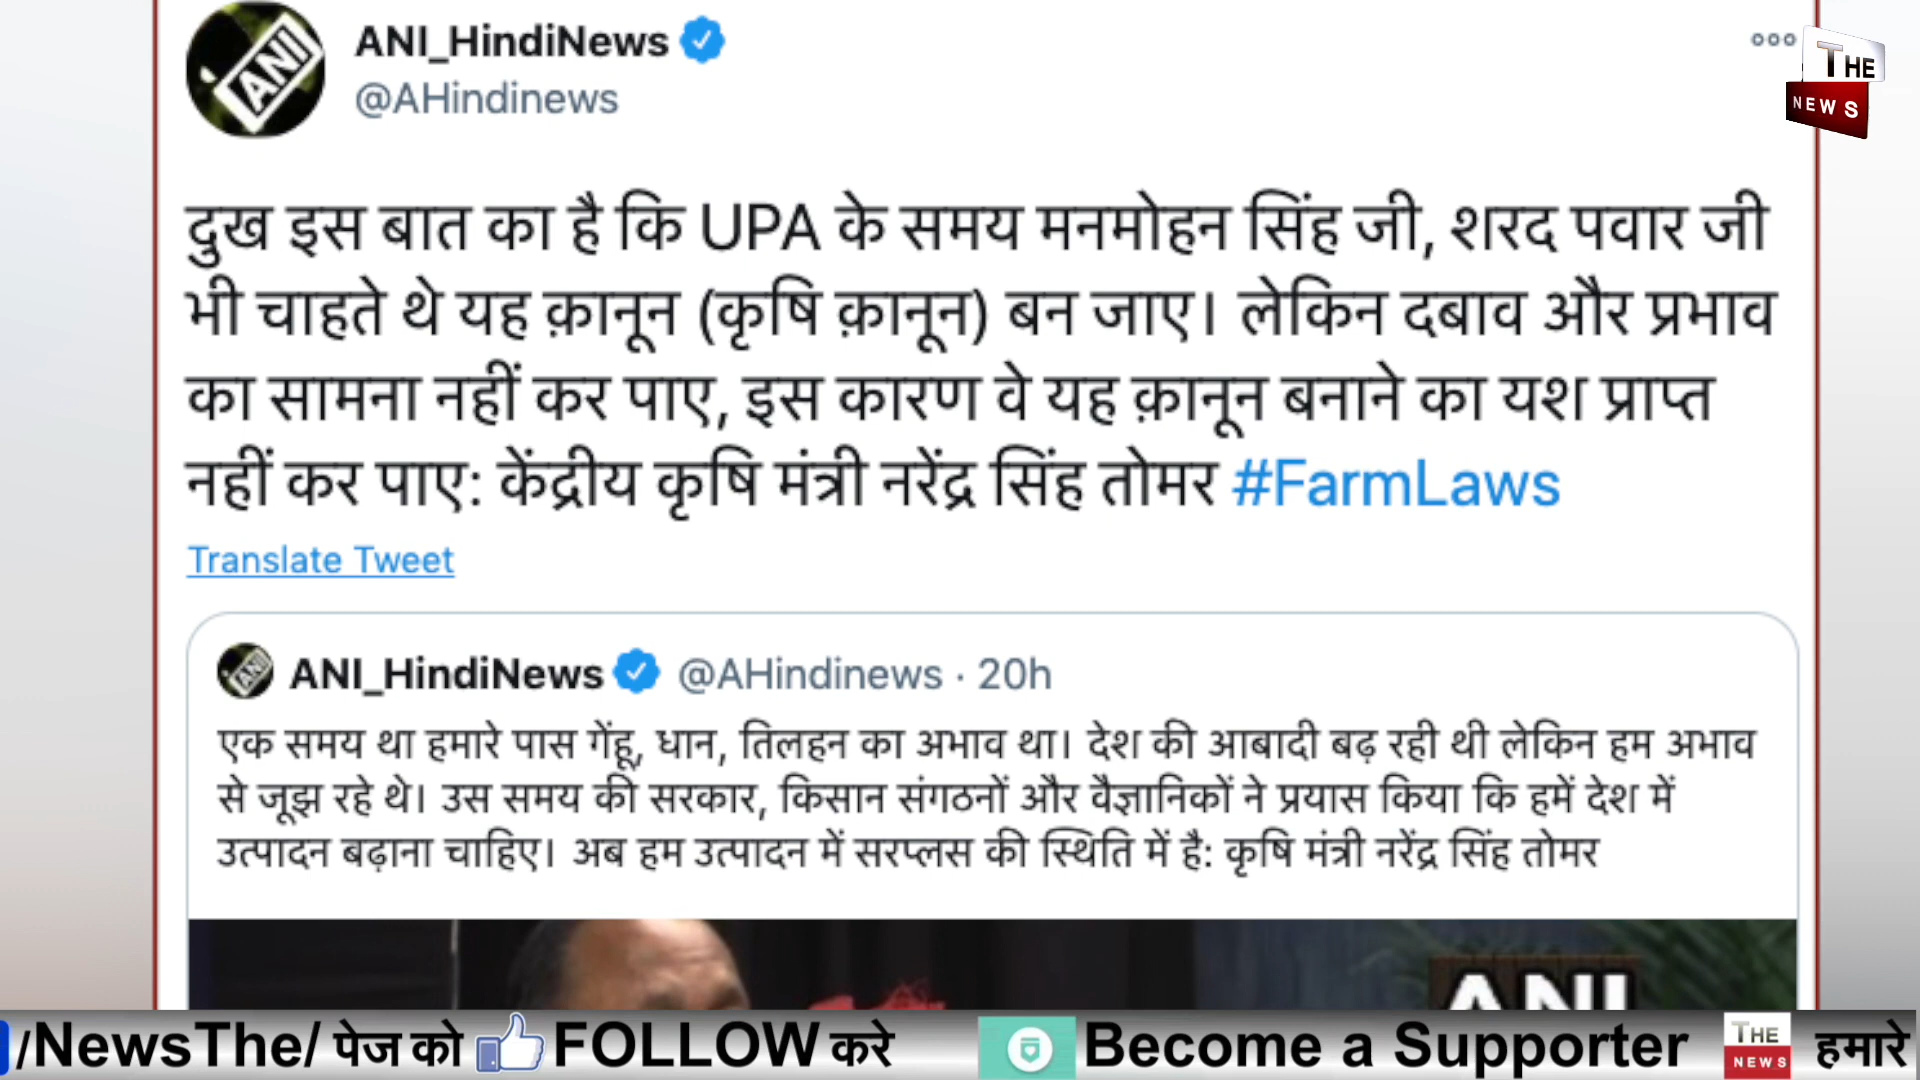 ANI
ANI_HindiNews
@AHindinews
THE
NEWS
दुख इस बात का है कि UPA के समय मनमोहन सिंह जी, शरद पवार जी
भी चाहते थे यह क़ानून (कृषि क़ानून) बन जाए। लेकिन दबाव और प्रभाव
का सामना नहीं कर पाए, इस कारण वे यह क़ानून बनाने का यश प्राप्त
नहीं कर पाए: केंद्रीय कृषि मंत्री नरेंद्र सिंह तोमर #FarmLaws
Translate Tweet
ANI
ANI_HindiNews @AHindinews · 20h
एक समय था हमारे पास गेंहू, धान, तिलहन का अभाव था। देश की आबादी बढ़ रही थी लेकिन हम अभाव
से जूझ रहे थे। उस समय की सरकार, किसान संगठनों और वैज्ञानिकों ने प्रयास किया कि हमें देश में
उत्पादन बढ़ाना चाहिए। अब हम उत्पादन में सरप्लस की स्थिति में है: कृषि मंत्री नरेंद्र सिंह तोमर
ANI
/NewsThe/ पेज को FOLLOW करे Become a Supporter THE NEWS हमारे